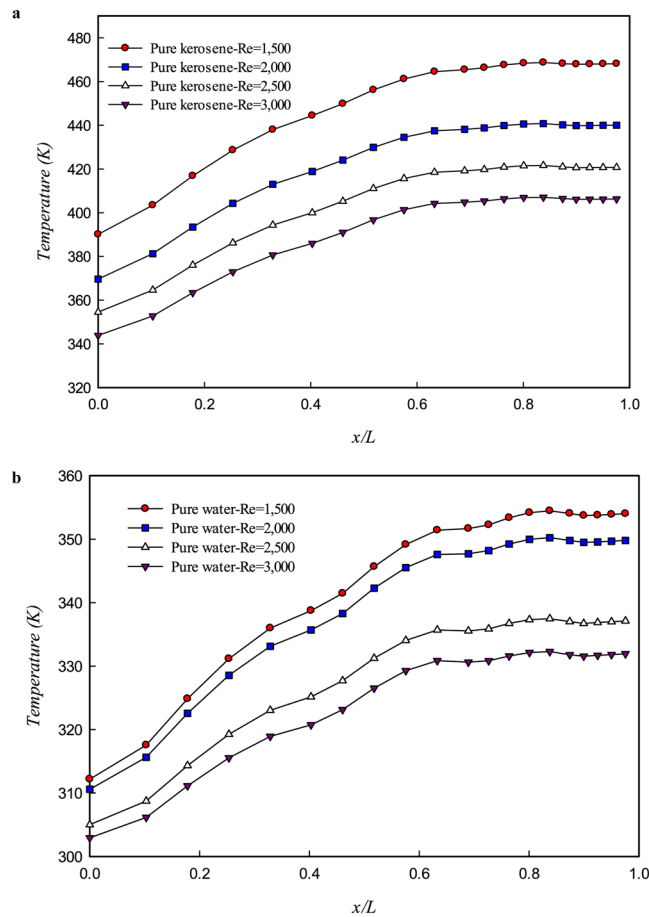 a
480
460
440
420
400
380
360
340
320
Temperature (K)
Pure kerosene-Re=1,500
Pure kerosene-Re=2,000
Pure kerosene-Re=2,500
Pure kerosene-Re=3,000
0.0 0.2 0.4 0.6 0.8 1.0
x/L
b
360
350
340
330
320
310
300
Temperature (K)
Pure water-Re=1,500
Pure water-Re=2,000
Pure water-Re=2,500
Pure water-Re=3,000
0.0 0.2 0.4 0.6 0.8 1.0
x/L